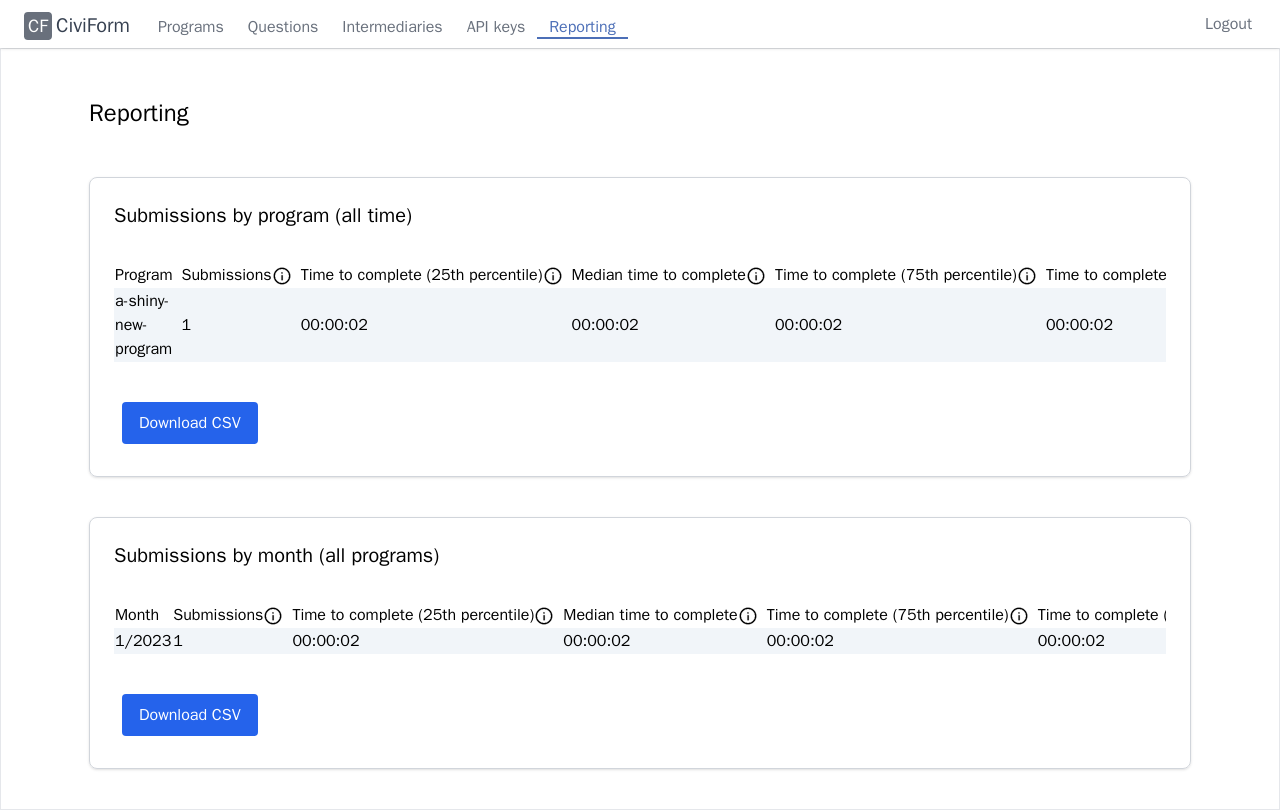 CF CiviForm Programs Questions Intermediaries API keys Reporting Logout
Reporting
Submissions by program (all time)
Program Submissions Time to complete (25th percentile) Median time to complete Time to complete (75th percentile) Time to complete
a-shiny-
new-
program
1 00:00:02 00:00:02 00:00:02 00:00:02
Download CSV
Submissions by month (all programs)
Month Submissions Time to complete (25th percentile) Median time to complete Time to complete (75th percentile) Time to complete (
1/2023 1 00:00:02 00:00:02 00:00:02 00:00:02
Download CSV